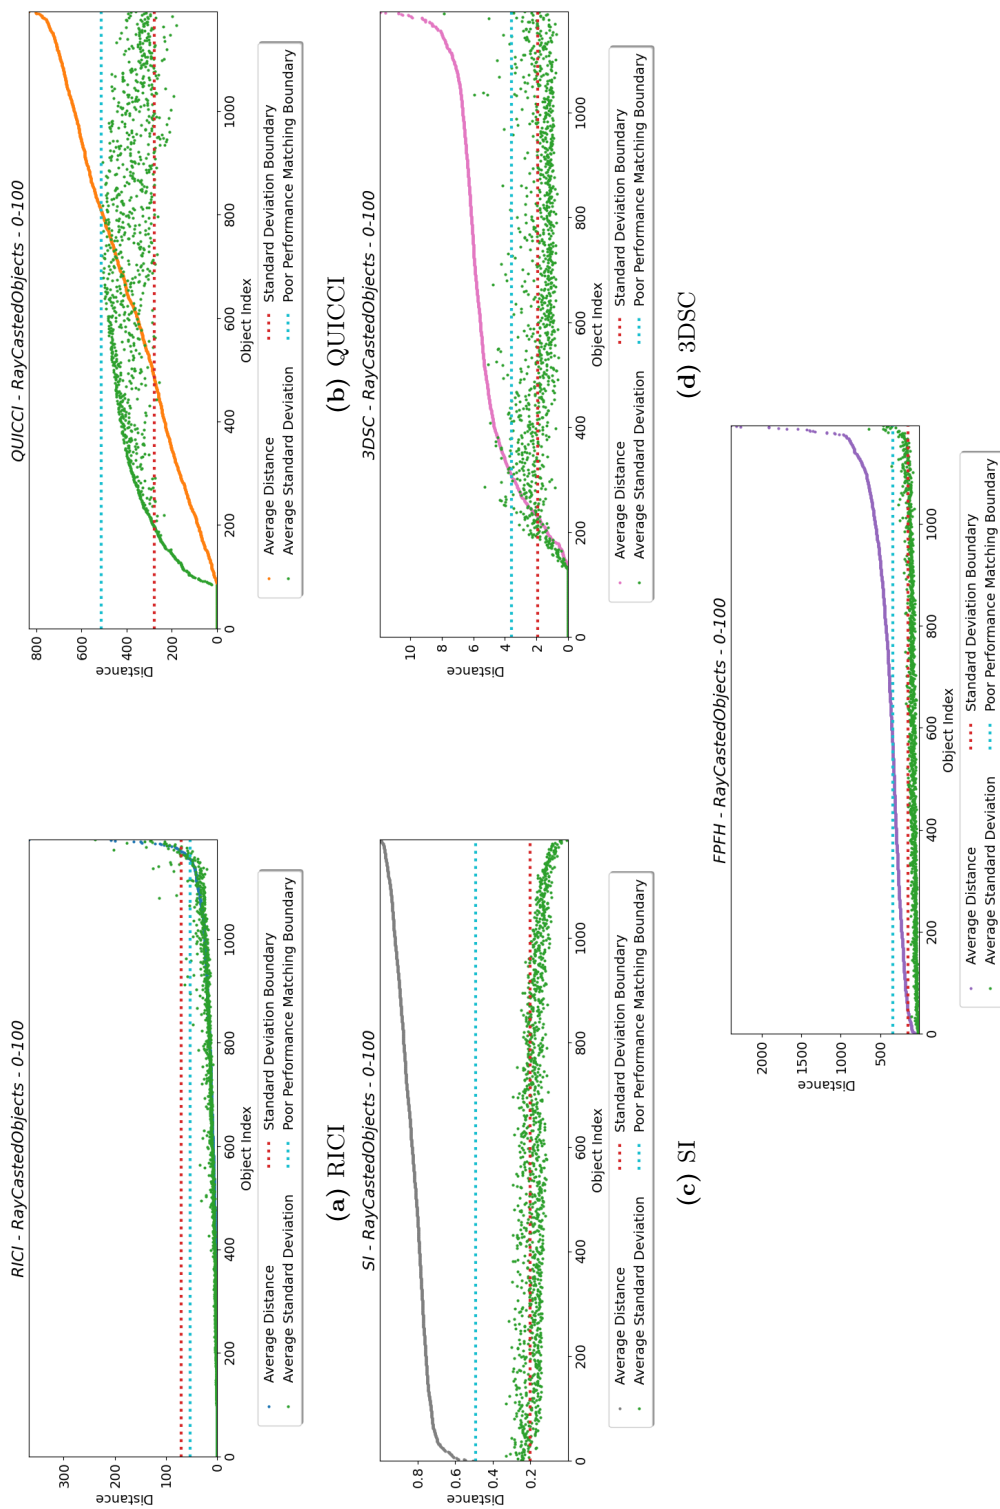 RICI - RayCastedObjects - 0-100
Distance
300
200
100
0
0 200 400 600 800 1000
Object Index
Average Distance
Average Standard Deviation
Standard Deviation Boundary
Poor Performance Matching Boundary
(a) RICI
QUICCI - RayCastedObjects - 0-100
Distance
800
600
400
200
0
0 200 400 600 800 1000
Object Index
Average Distance
Average Standard Deviation
Standard Deviation Boundary
Poor Performance Matching Boundary
(b) QUICCI
SI - RayCastedObjects - 0-100
Distance
0.8
0.6
0.4
0.2
0 200 400 600 800 1000
Object Index
Average Distance
Average Standard Deviation
Standard Deviation Boundary
Poor Performance Matching Boundary
(c) SI
3DSC - RayCastedObjects - 0-100
Distance
10
8
6
4
2
0
0 200 400 600 800 1000
Object Index
Average Distance
Average Standard Deviation
Standard Deviation Boundary
Poor Performance Matching Boundary
(d) 3DSC
FPFH - RayCastedObjects - 0-100
Distance
2000
1500
1000
500
0 200 400 600 800 1000
Object Index
Average Distance
Average Standard Deviation
Standard Deviation Boundary
Poor Performance Matching Boundary